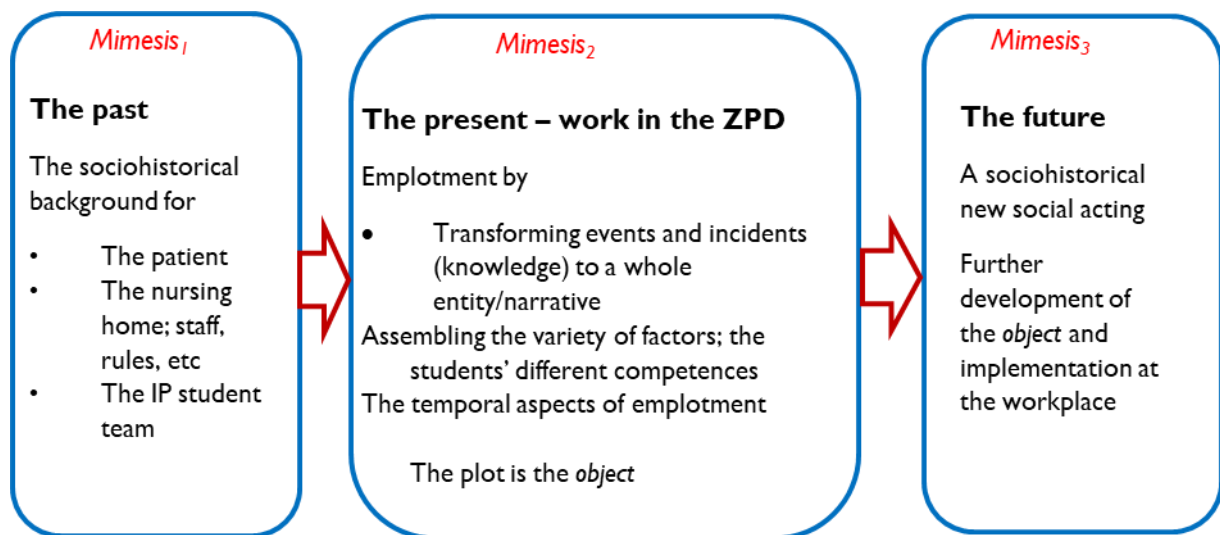 Mimesis1
The past
The sociohistorical
background for
• The patient
• The nursing
home; staff,
rules, etc
• The IP student
team
Mimesis2
The present – work in the ZPD
Emplotment by
• Transforming events and incidents
(knowledge) to a whole
entity/narrative
Assembling the variety of factors; the
students’ different competences
The temporal aspects of emplotment
The plot is the object
Mimesis3
The future
A sociohistorical
new social acting
Further
development of
the object and
implementation at
the workplace